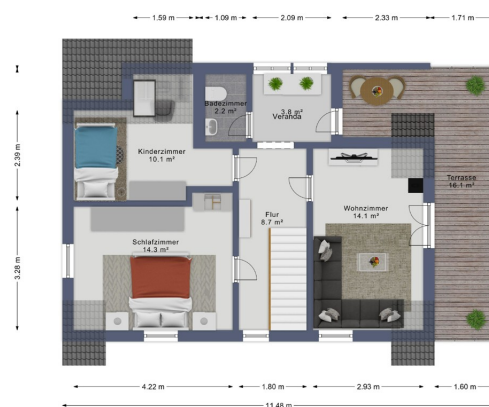 1.59 m
1.09 m
2.09 m
2.33 m
1.71 m
Badezimmer
2.2 m²
3.8 m²
Veranda
Kinderzimmer
10.1 m²
2.39 m
Terrasse
16.1 m²
Wohnzimmer
14.1 m²
Flur
8.7 m²
Schlafzimmer
14.3 m²
3.28 m
4.22 m
1.80 m
2.93 m
1.60 m
11.48 m